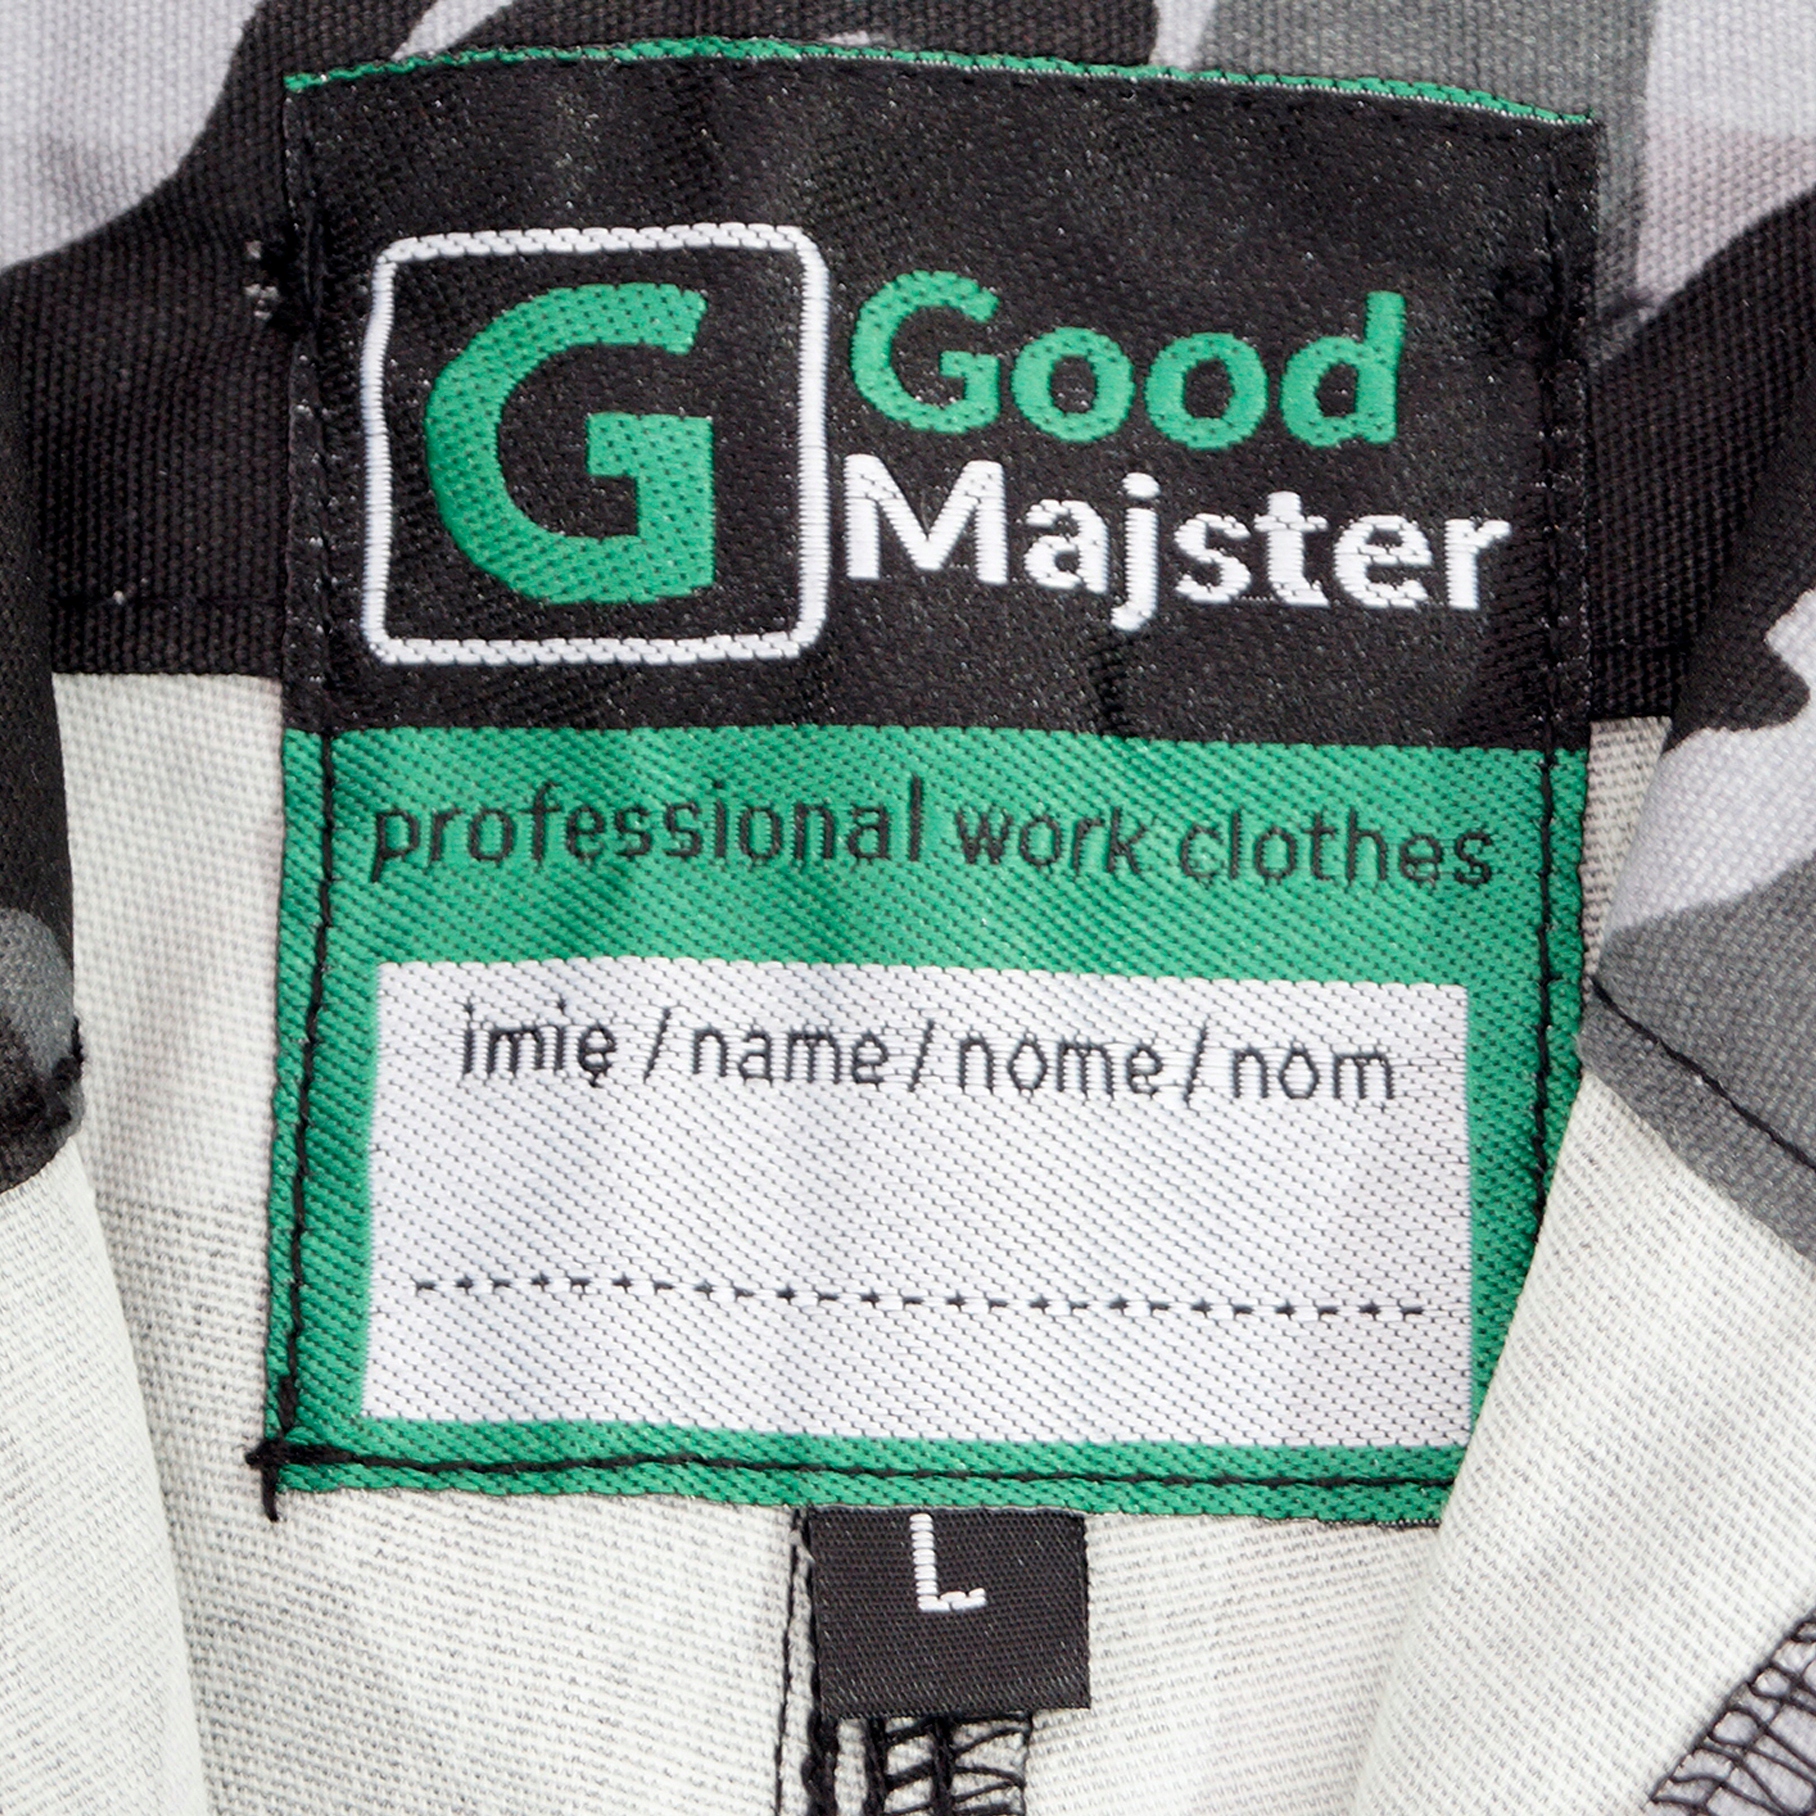 G
Good
Majster
professional work clothes
imię / name / nome / nom
L